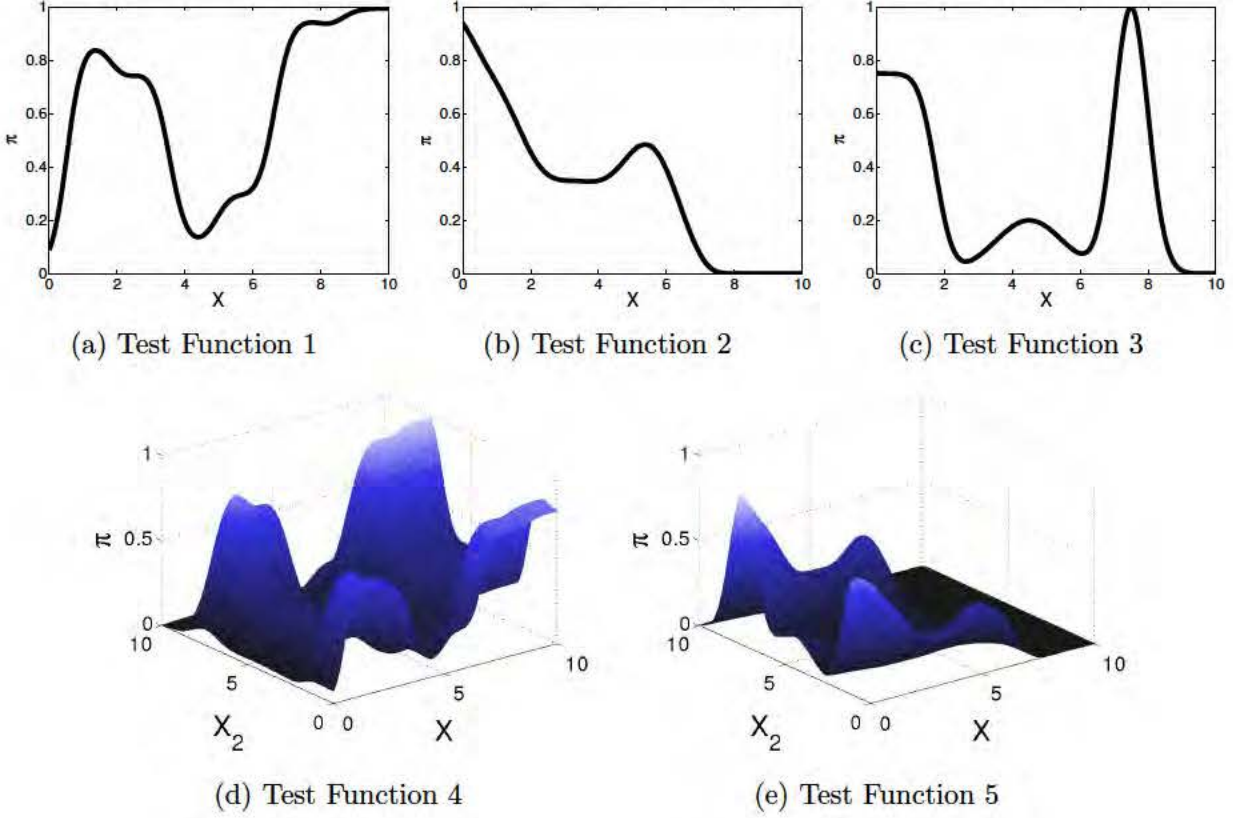 1
0.8
0.6
0.4
0.2
0
π
0 2 4 6 8 10
X
(a) Test Function 1
1
0.8
0.6
0.4
0.2
0
π
0 2 4 6 8 10
X
(b) Test Function 2
1
0.8
0.6
0.4
0.2
0
π
0 2 4 6 8 10
X
(c) Test Function 3
1
0.5
0
π
10
5
0
X2
0
5
10
X
(d) Test Function 4
1
0.5
0
π
10
5
0
X2
0
5
10
X
(e) Test Function 5